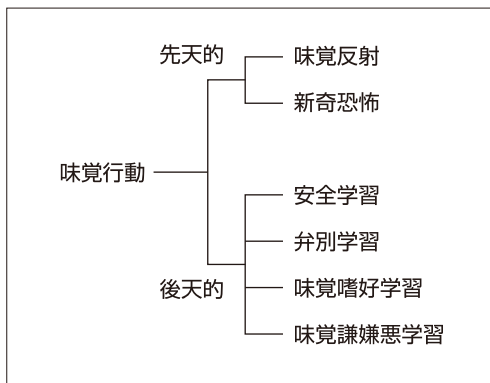 先天的
味覚反射
新奇恐怖
味覚行動
安全学習
弁別学習
後天的
味覚嗜好学習
味覚謙嫌悪学習